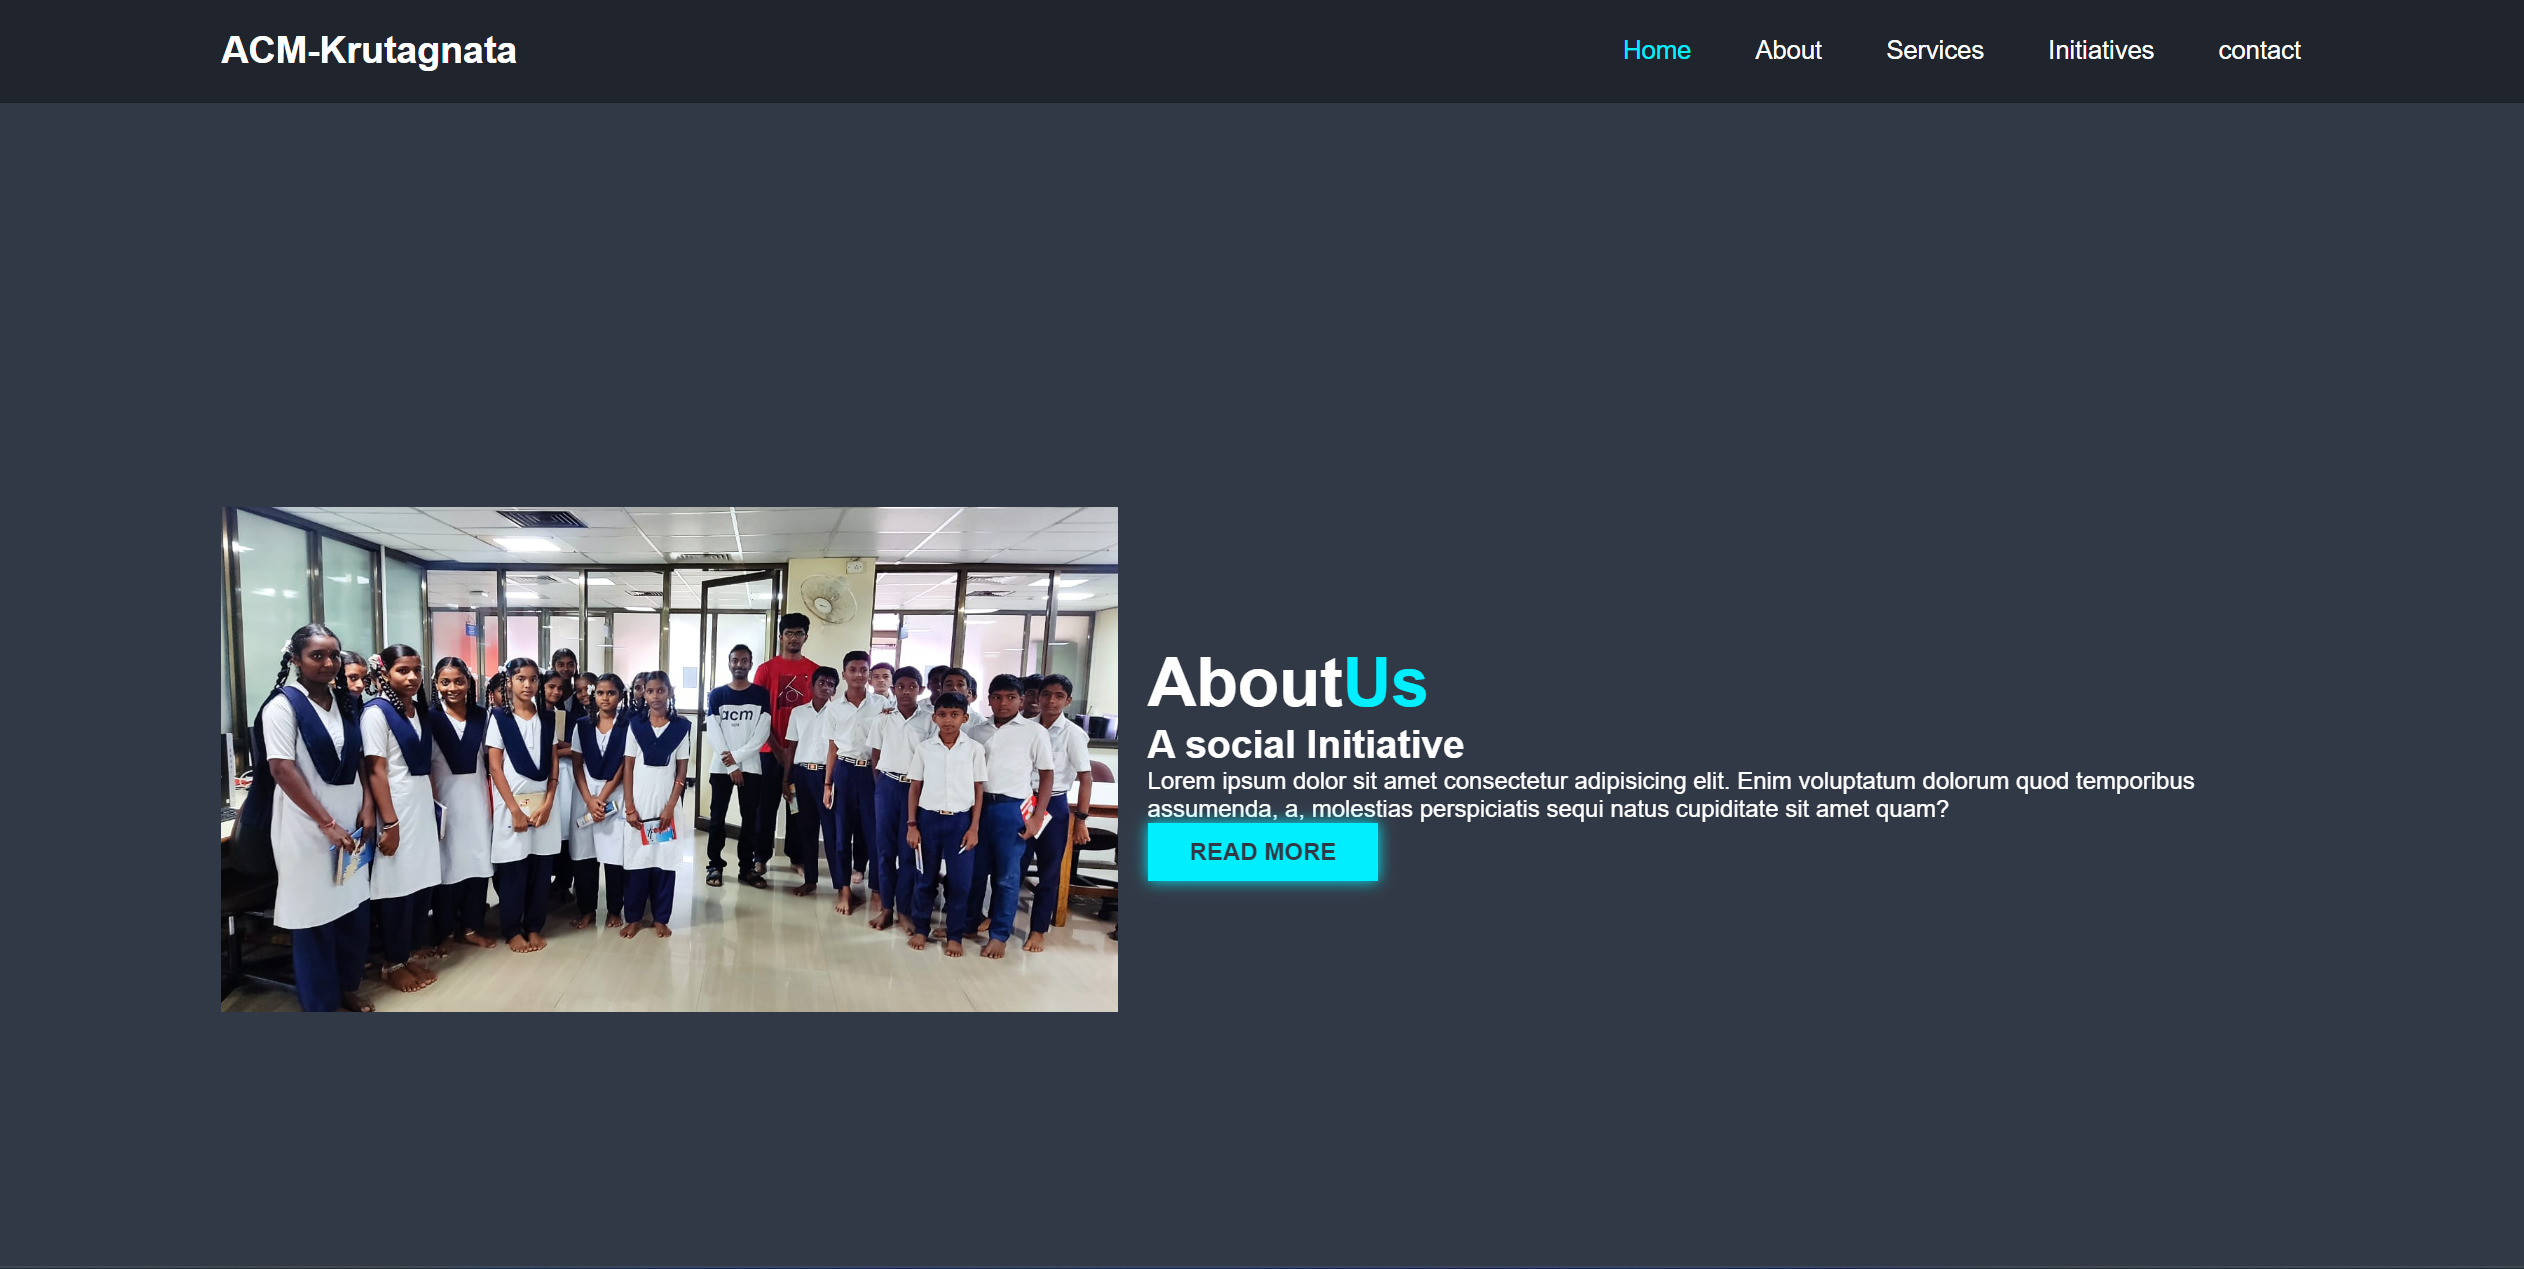 ACM-Krutagnata
Home About Services Initiatives contact
AboutUs
A social Initiative
Lorem ipsum dolor sit amet consectetur adipisicing elit. Enim voluptatum dolorum quod temporibus
assumenda, a, molestias perspiciatis sequi natus cupiditate sit amet quam?
READ MORE
acm